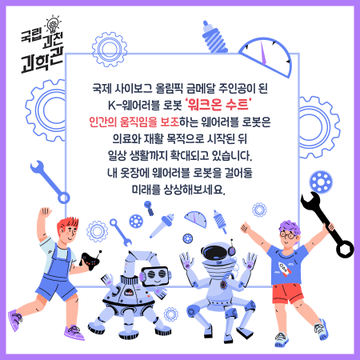 국립
과천
과학관
국제 사이보그 올림픽 금메달 주인공이 된
K-웨어러블 로봇 '워크온 수트'
인간의 움직임을 보조하는 웨어러블 로봇은
의료와 재활 목적으로 시작된 뒤
일상 생활까지 확대되고 있습니다.
내 옷장에 웨어러블 로봇을 걸어둘
미래를 상상해보세요.